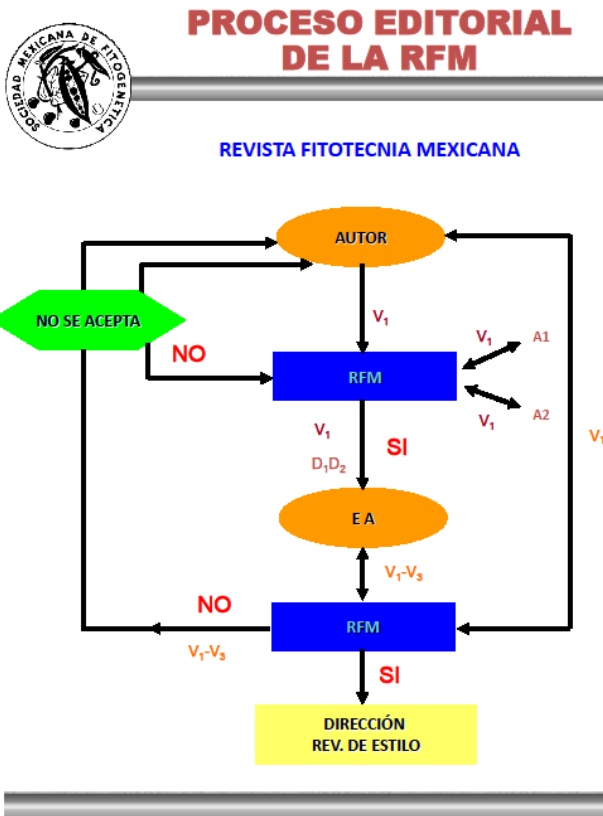 PROCESO EDITORIAL
DE LA RFM
SOCIEDAD MEXICANA DE FITOGENETICA
REVISTA FITOTECNIA MEXICANA
AUTOR
NO SE ACEPTA
V₁
NO
RFM
V₁
A1
V₁
A2
V₁
SI
D₁D₂
V₁
E A
V₁-V₃
NO
RFM
V₁-V₃
SI
DIRECCIÓN
REV. DE ESTILO